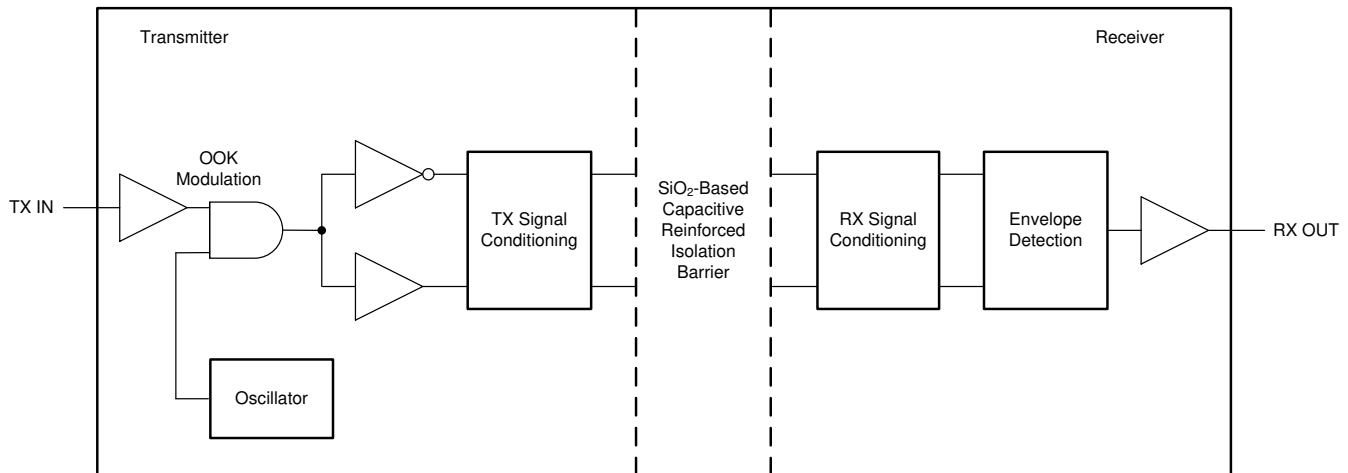 Transmitter
Receiver
OOK
Modulation
TX IN
TX Signal
Conditioning
SiO₂-Based
Capacitive
Reinforced
Isolation
Barrier
RX Signal
Conditioning
Envelope
Detection
RX OUT
Oscillator